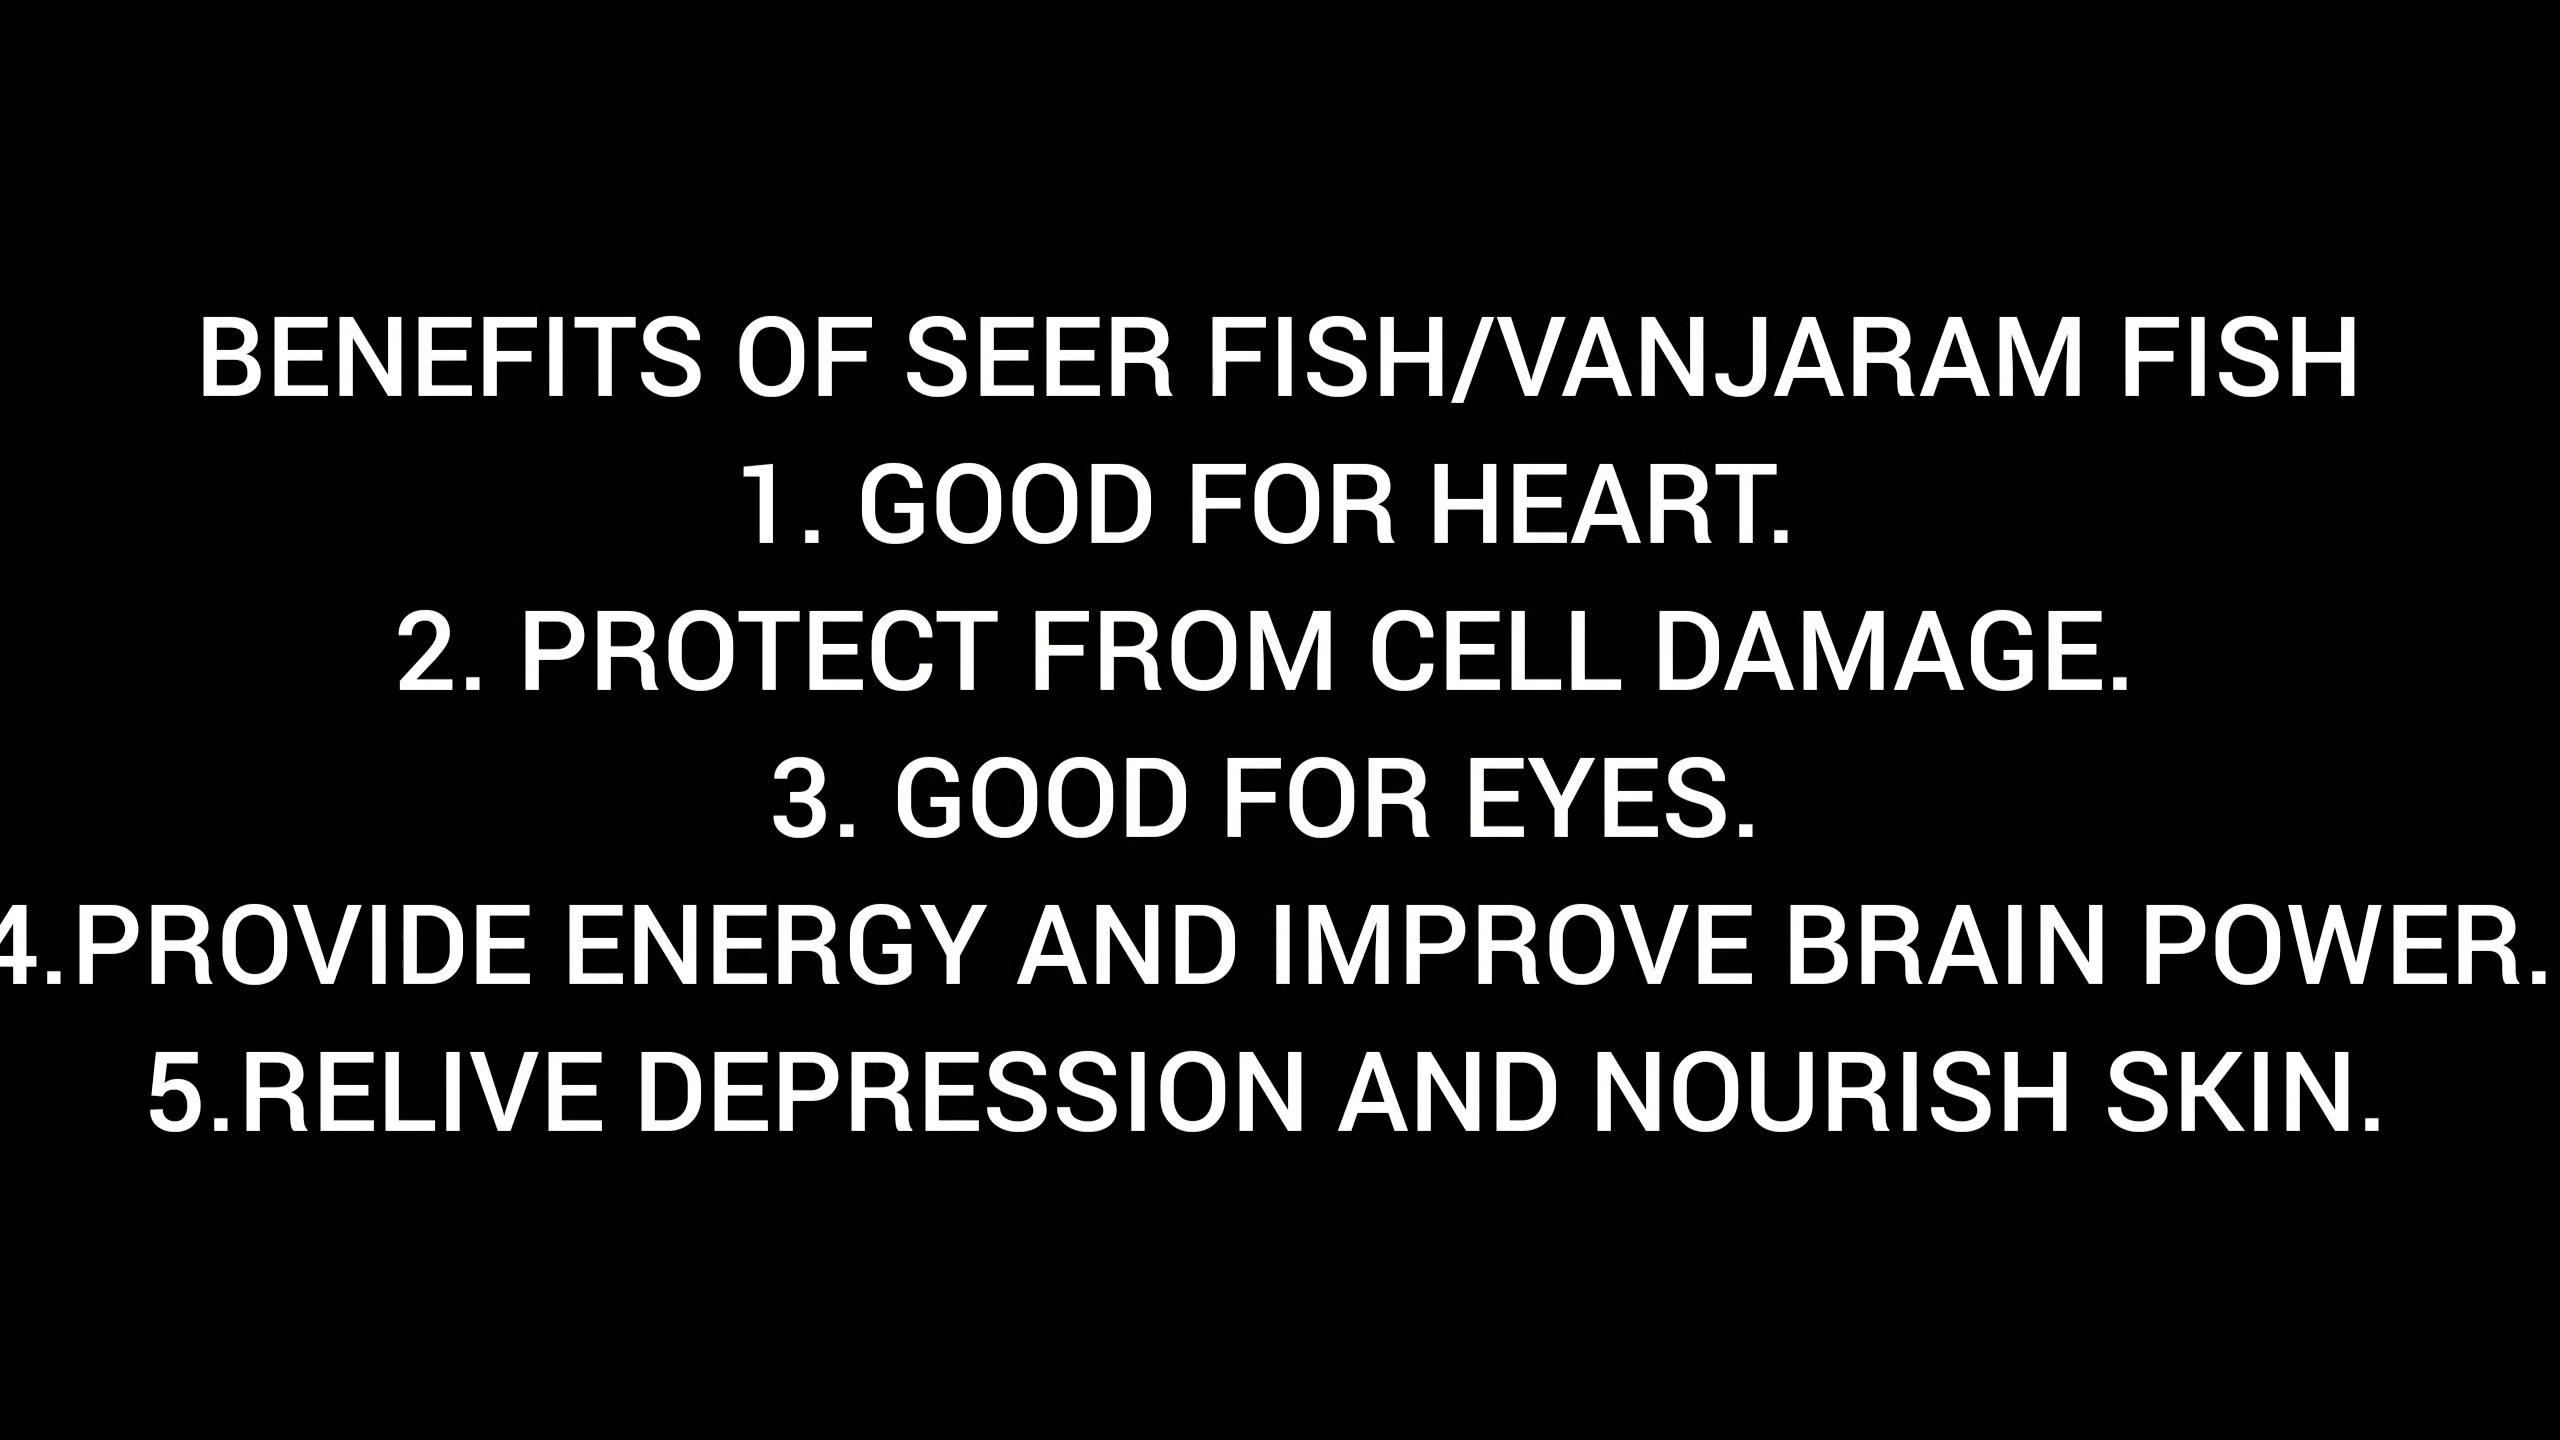 BENEFITS OF SEER FISH/VANJARAM FISH
1. GOOD FOR HEART.
2. PROTECT FROM CELL DAMAGE.
3. GOOD FOR EYES.
4.PROVIDE ENERGY AND IMPROVE BRAIN POWER.
5.RELIVE DEPRESSION AND NOURISH SKIN.